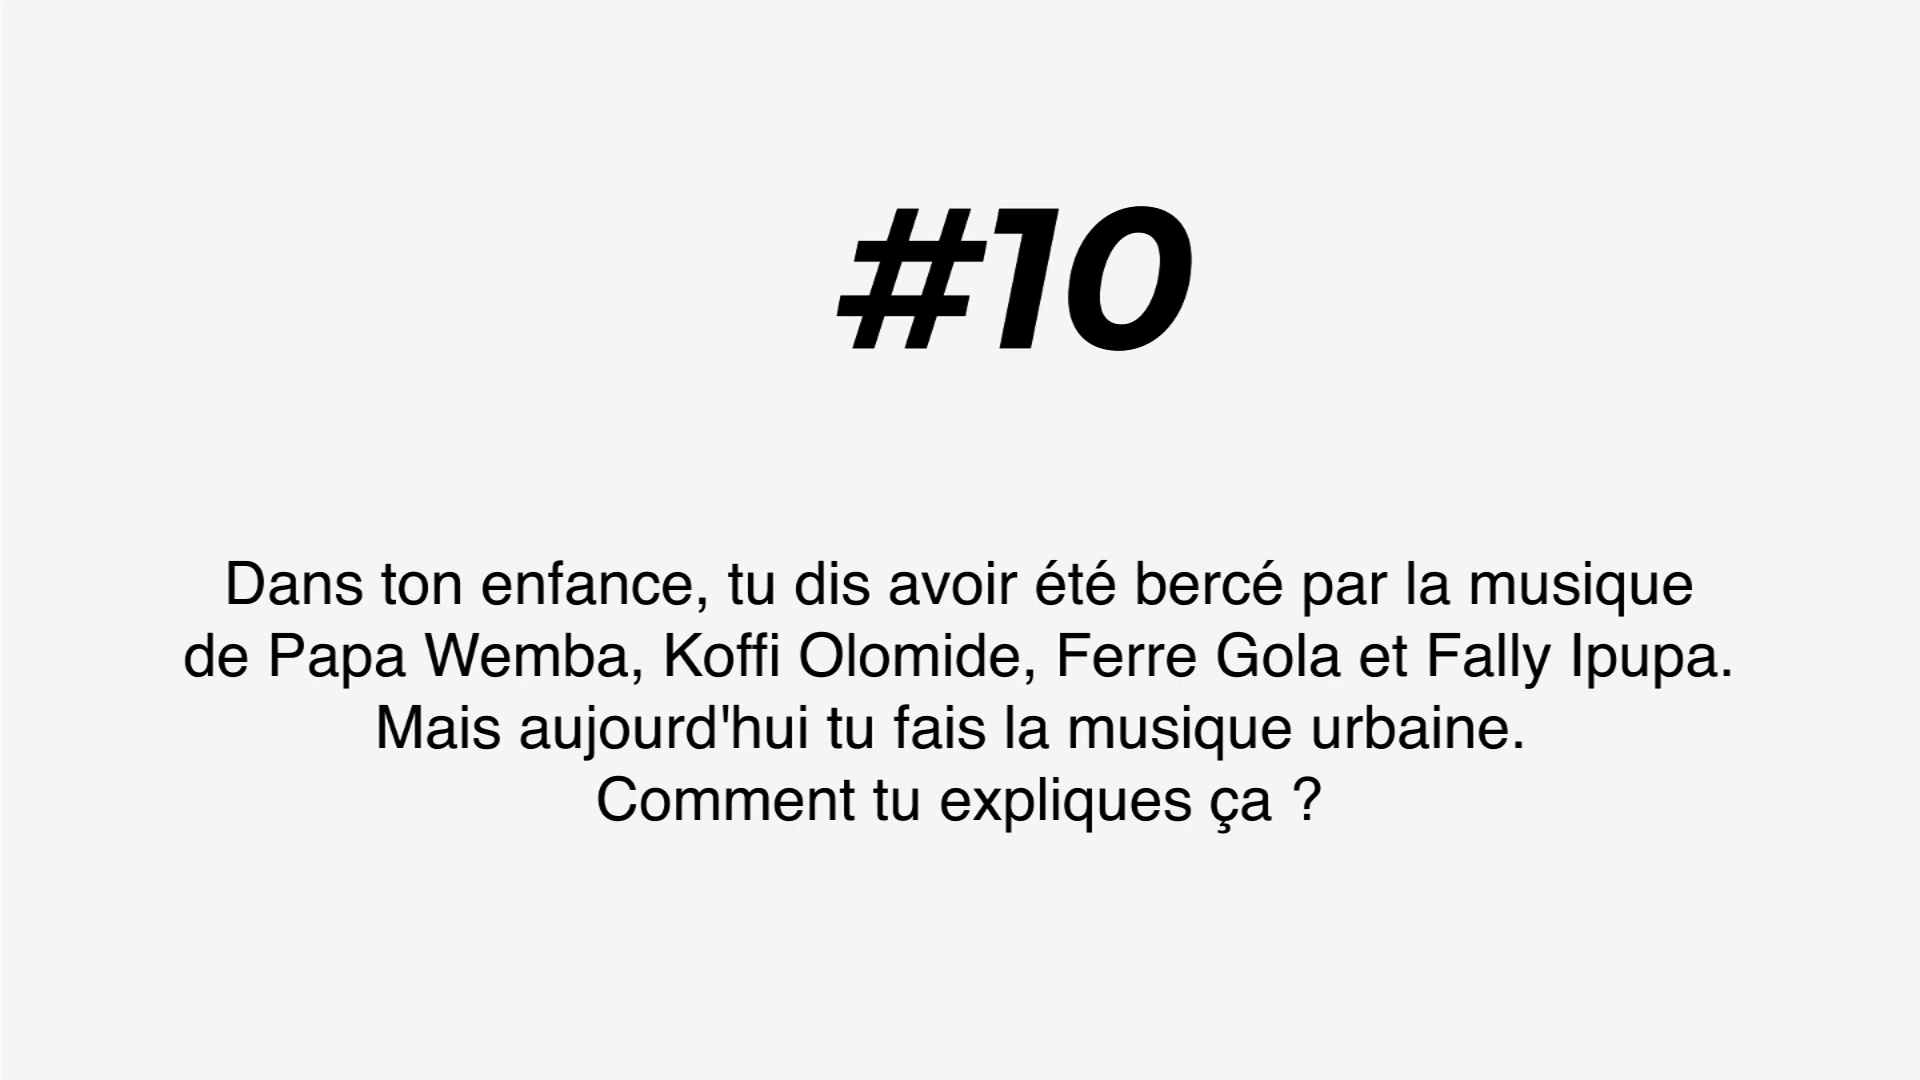 #10
Dans ton enfance, tu dis avoir été bercé par la musique
de Papa Wemba, Koffi Olomide, Ferre Gola et Fally Ipupa.
Mais aujourd'hui tu fais la musique urbaine.
Comment tu expliques ça ?